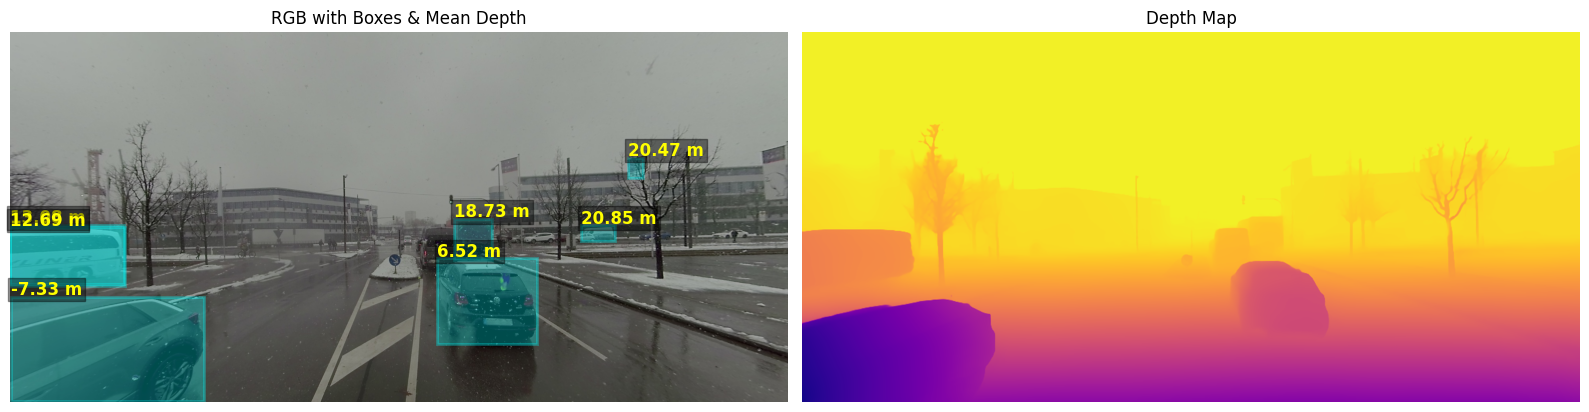 RGB with Boxes & Mean Depth
Depth Map
20.47 m
18.73 m
20.85 m
12.69 m
6.52 m
LINER
-7.33 m